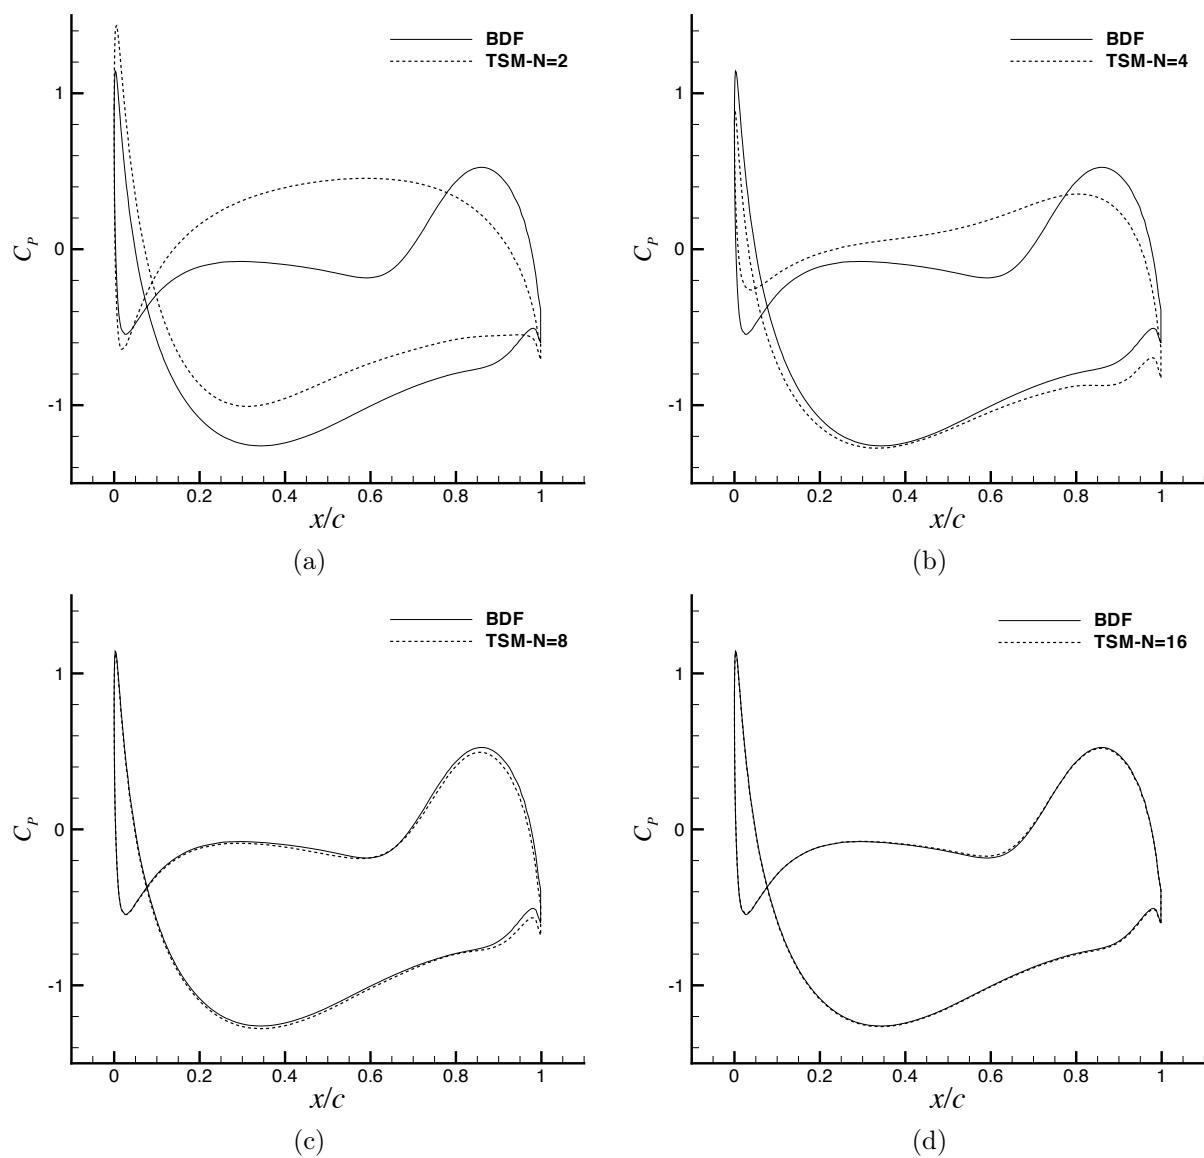 BDF
TSM-N=2
1
0
-1
C_P
0 0.2 0.4 0.6 0.8 1
x/c
(a)
BDF
TSM-N=4
1
0
-1
C_P
0 0.2 0.4 0.6 0.8 1
x/c
(b)
BDF
TSM-N=8
1
0
-1
C_P
0 0.2 0.4 0.6 0.8 1
x/c
(c)
BDF
TSM-N=16
1
0
-1
C_P
0 0.2 0.4 0.6 0.8 1
x/c
(d)